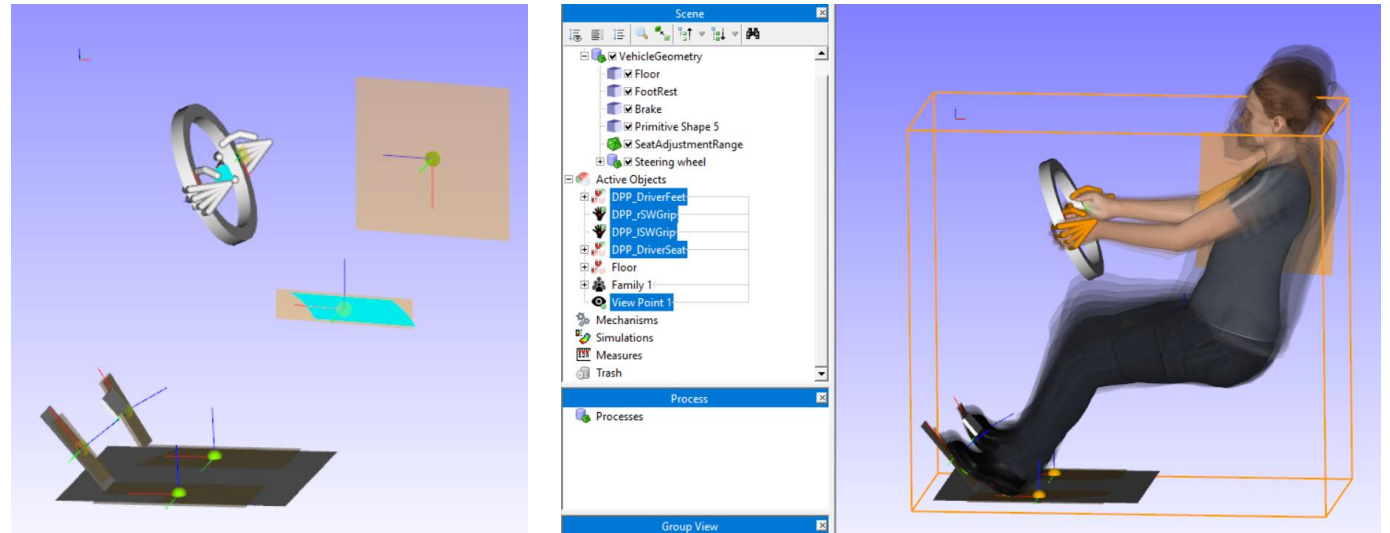 Scene
VehicleGeometry
Floor
FootRest
Brake
Primitive Shape 5
SeatAdjustmentRange
Steering wheel
Active Objects
DPP_DriverFeet
DPP_rSWGrip
DPP_lSWGrip
DPP_DriverSeat
Floor
Family 1
View Point 1
Mechanisms
Simulations
Measures
Trash
Process
Processes
Group View